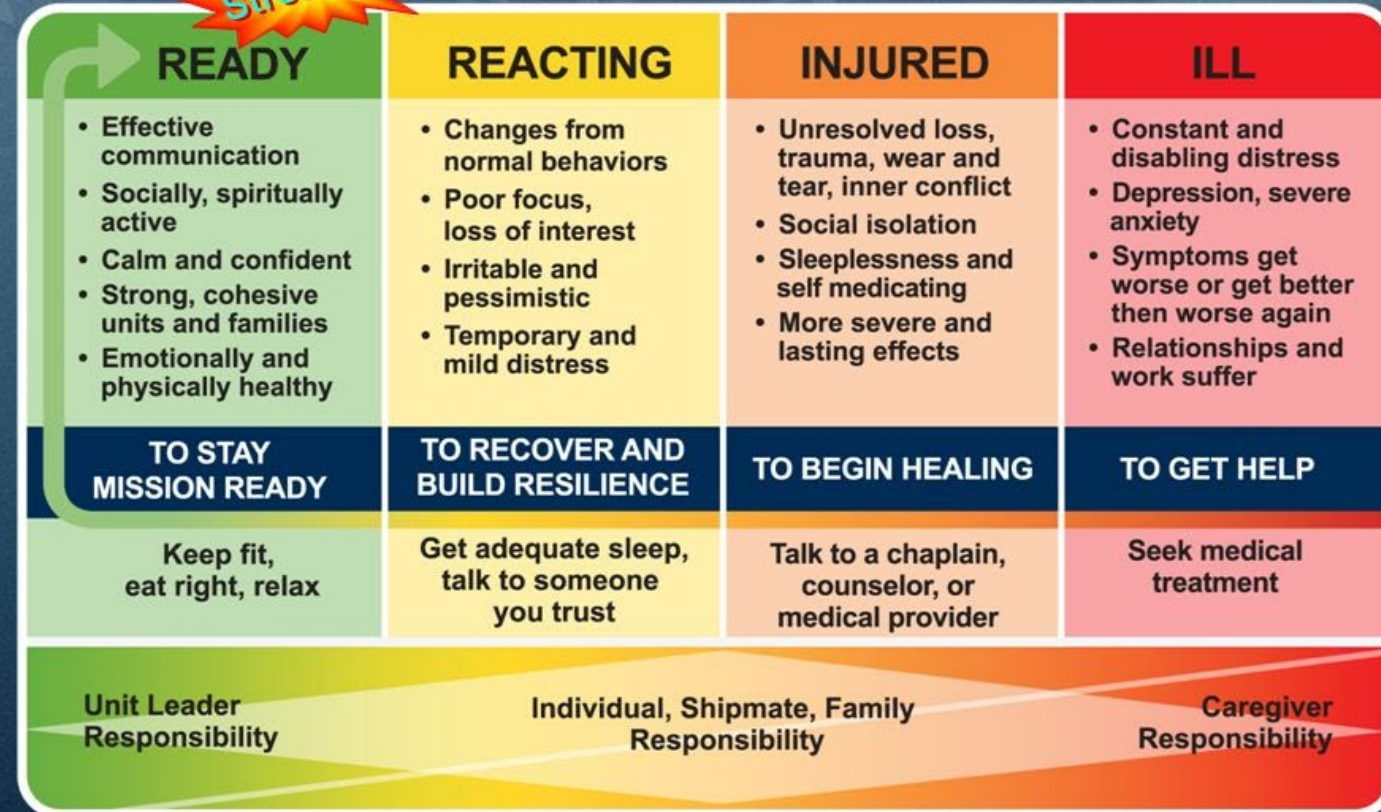 READY
• Effective
communication
• Socially, spiritually
active
• Calm and confident
• Strong, cohesive
units and families
• Emotionally and
physically healthy
TO STAY
MISSION READY
Keep fit,
eat right, relax
REACTING
• Changes from
normal behaviors
• Poor focus,
loss of interest
• Irritable and
pessimistic
• Temporary and
mild distress
TO RECOVER AND
BUILD RESILIENCE
Get adequate sleep,
talk to someone
you trust
INJURED
• Unresolved loss,
trauma, wear and
tear, inner conflict
• Social isolation
• Sleeplessness and
self medicating
• More severe and
lasting effects
TO BEGIN HEALING
Talk to a chaplain,
counselor, or
medical provider
ILL
• Constant and
disabling distress
• Depression, severe
anxiety
• Symptoms get
worse or get better
then worse again
• Relationships and
work suffer
TO GET HELP
Seek medical
treatment
Unit Leader
Responsibility
Individual, Shipmate, Family
Responsibility
Caregiver
Responsibility